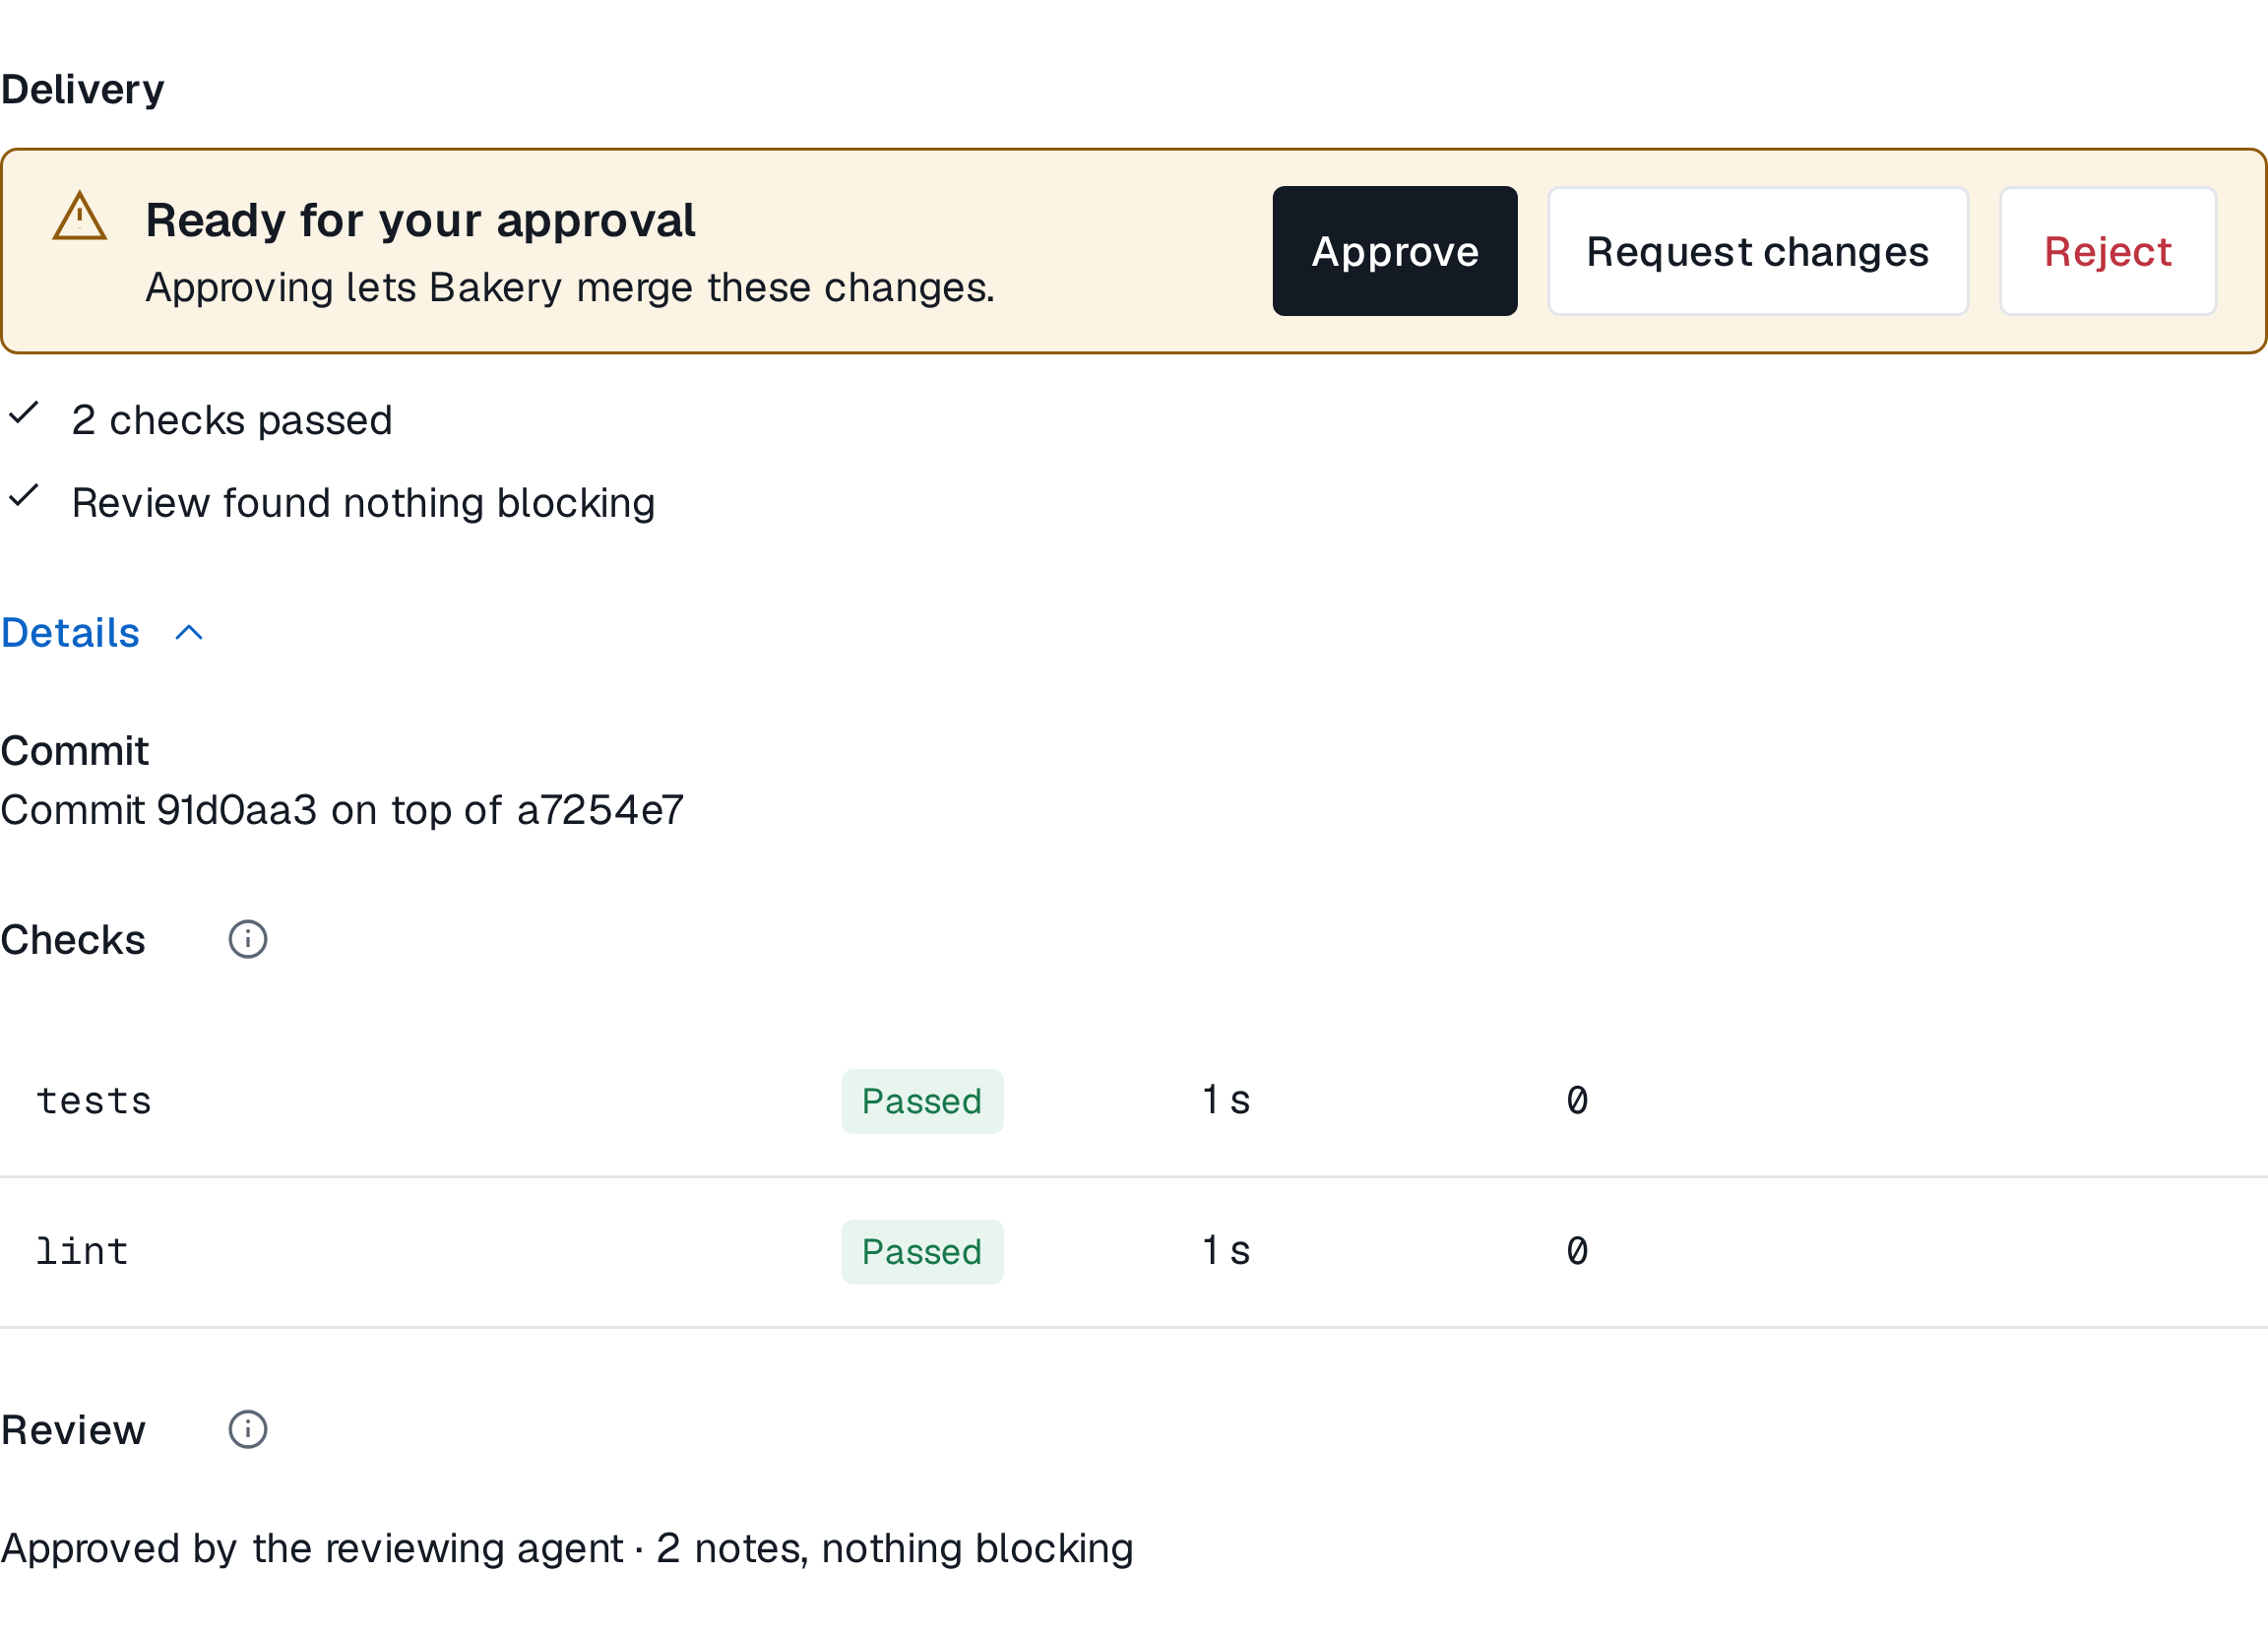 Delivery
Ready for your approval
Approving lets Bakery merge these changes.
Approve
Request changes
Reject
2 checks passed
Review found nothing blocking
Details
Commit
Commit 91d0aa3 on top of a7254e7
Checks
tests Passed 1 s 0
lint Passed 1 s 0
Review
Approved by the reviewing agent · 2 notes, nothing blocking